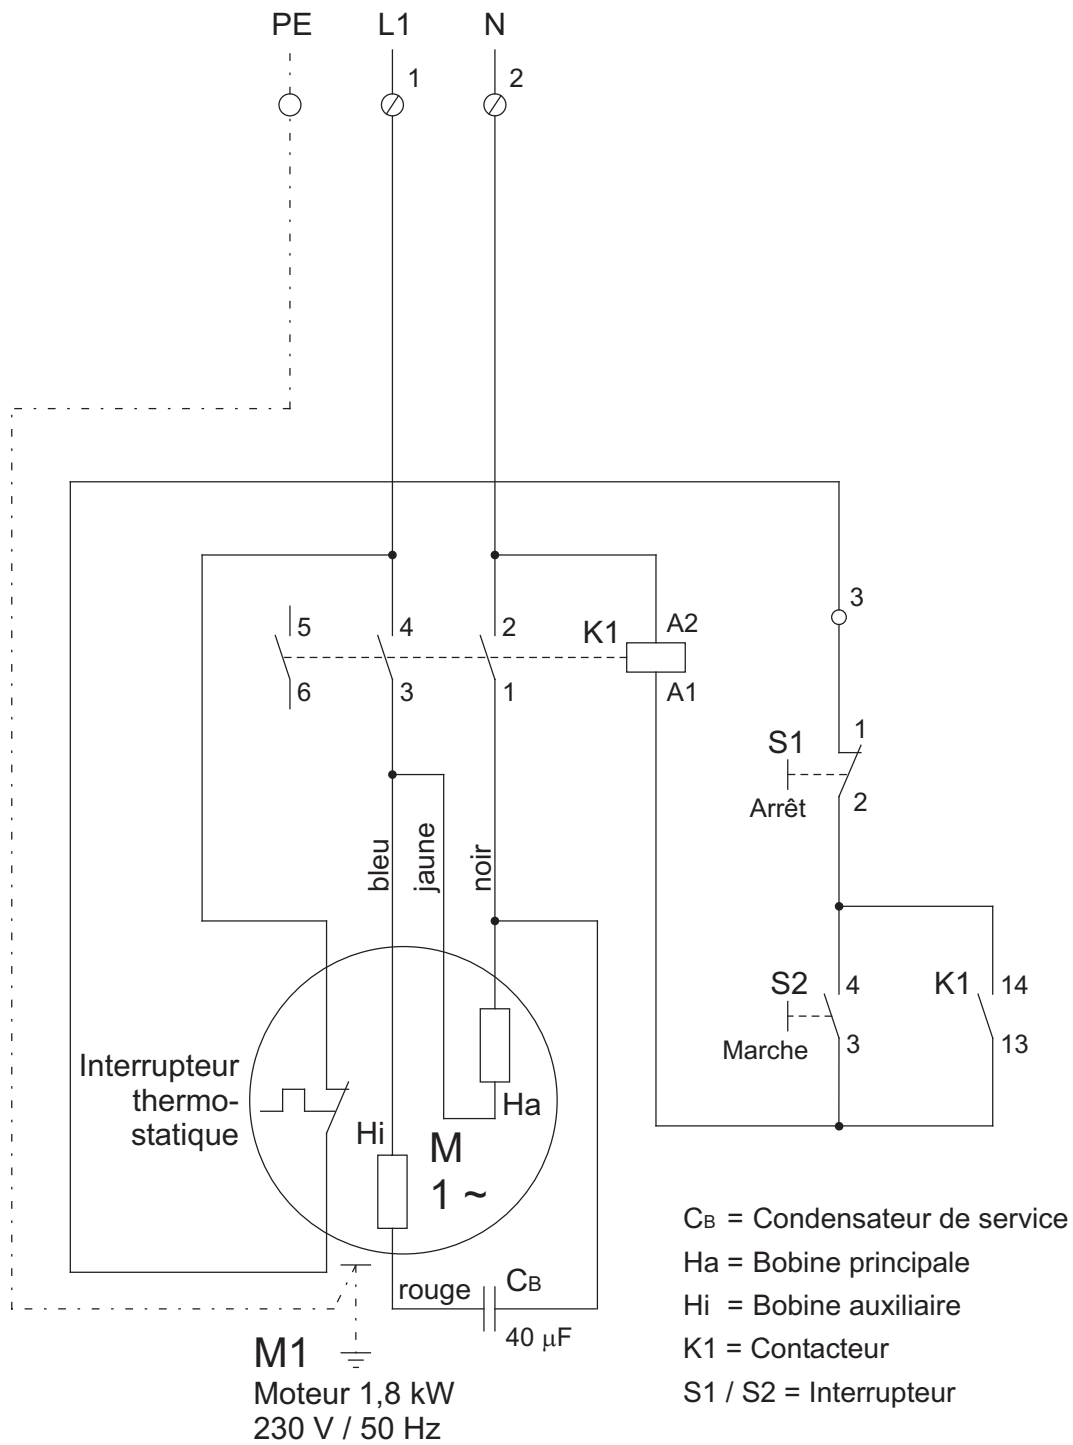 PE L1 N
1 2
3
5 4 2 K1 A2
6 3 1 A1
S1 1
Arrêt 2
bleu jaune noir
S2 4 K1 14
Marche 3 13
Interrupteur
thermo-
statique
Ha
Hi M
1 ~
rouge CB
40 µF
M1
Moteur 1,8 kW
230 V / 50 Hz
CB = Condensateur de service
Ha = Bobine principale
Hi = Bobine auxiliaire
K1 = Contacteur
S1 / S2 = Interrupteur